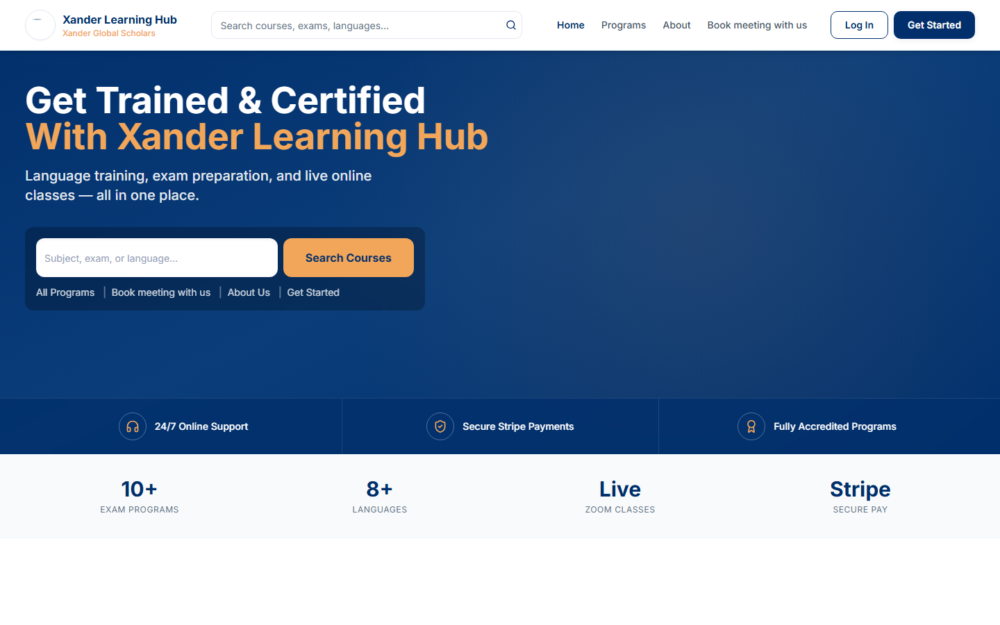 Xander Learning Hub
Xander Global Scholars
Search courses, exams, languages...
Home
Programs
About
Book meeting with us
Log In
Get Started
Get Trained & Certified
With Xander Learning Hub
Language training, exam preparation, and live online
classes — all in one place.
Subject, exam, or language...
Search Courses
All Programs | Book meeting with us | About Us | Get Started
24/7 Online Support
Secure Stripe Payments
Fully Accredited Programs
10+
EXAM PROGRAMS
8+
LANGUAGES
Live
ZOOM CLASSES
Stripe
SECURE PAY